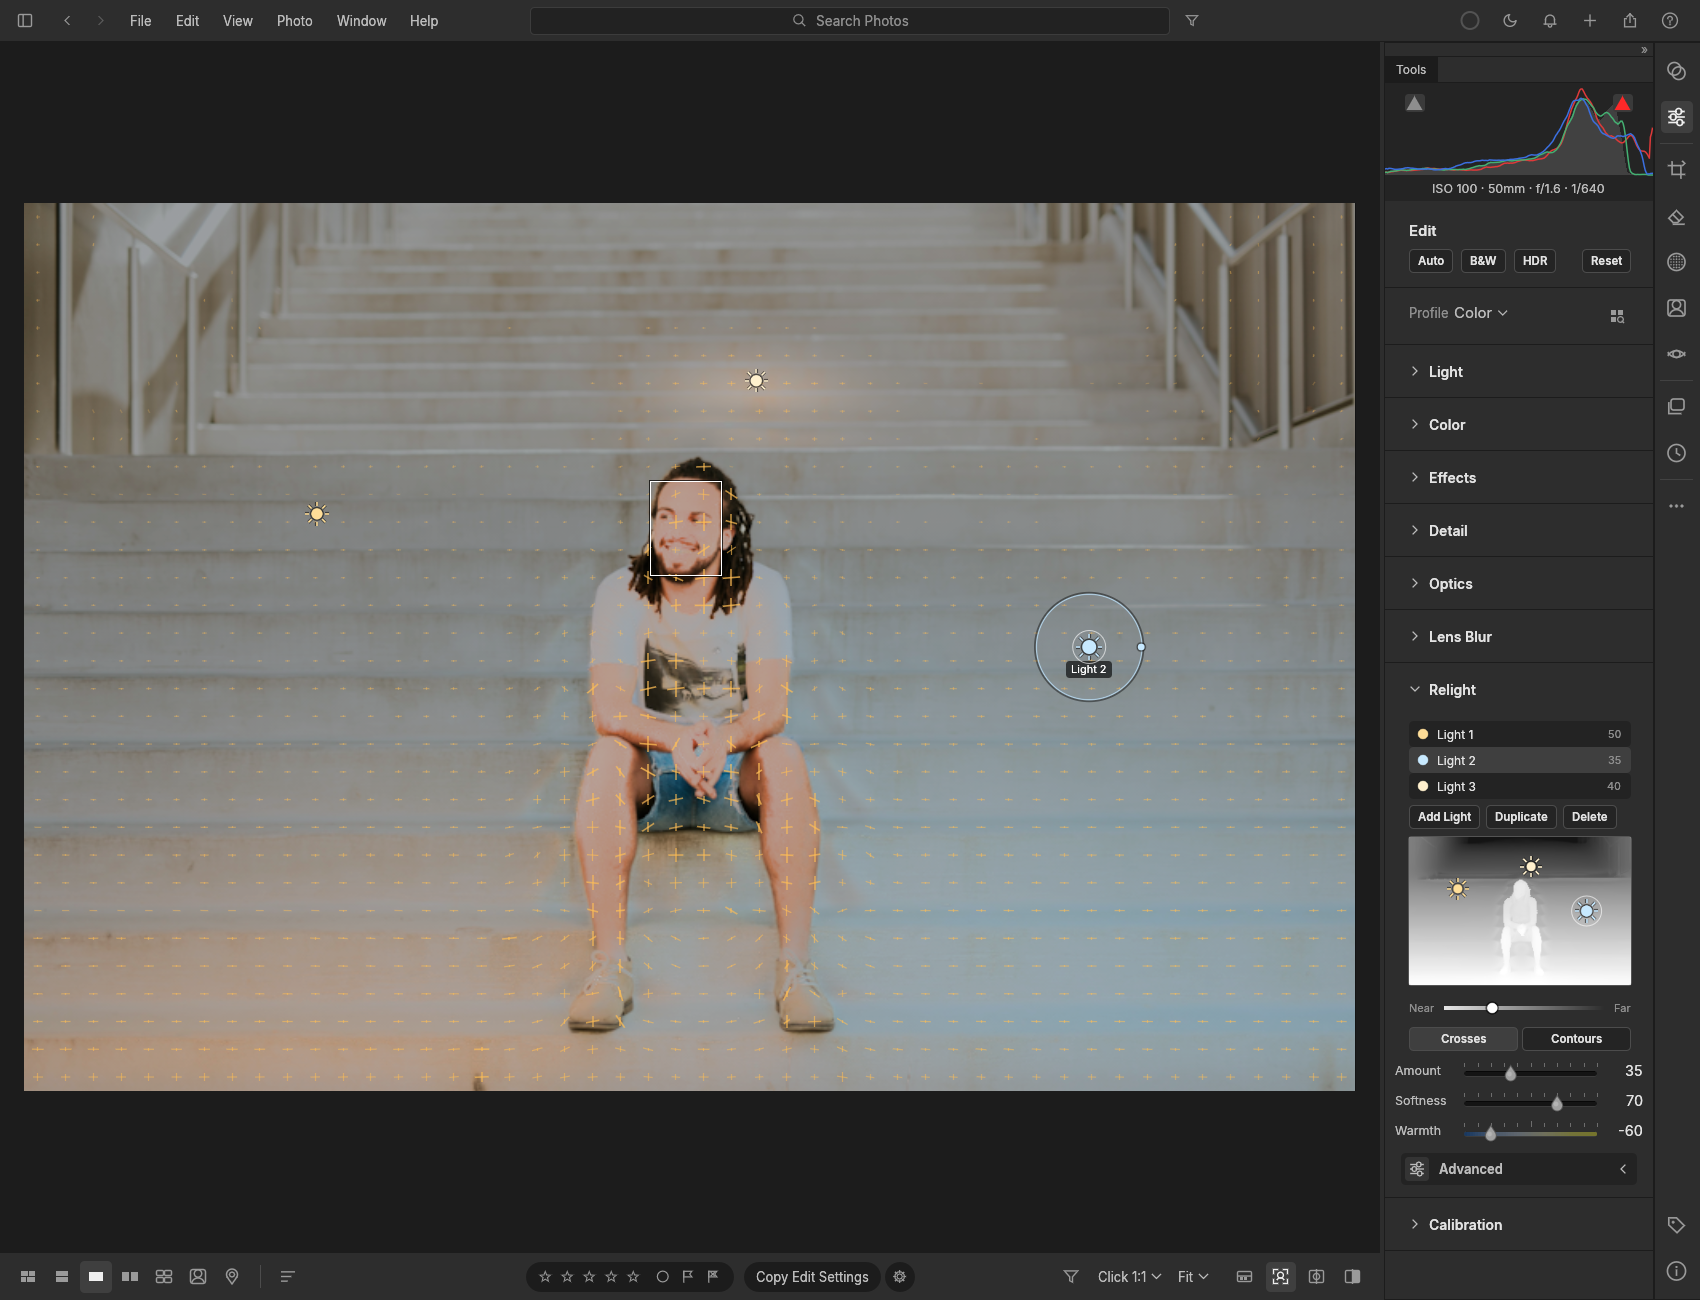 File Edit View Photo Window Help
Search Photos
Tools
ISO 100 · 50mm · f/1.6 · 1/640
Edit
Auto B&W HDR Reset
Profile Color
Light
Color
Effects
Detail
Optics
Lens Blur
Relight
Light 1 50
Light 2 35
Light 3 40
Add Light Duplicate Delete
Near Far
Crosses Contours
Amount 35
Softness 70
Warmth -60
Advanced
Calibration
Light 2
Copy Edit Settings
Click 1:1
Fit